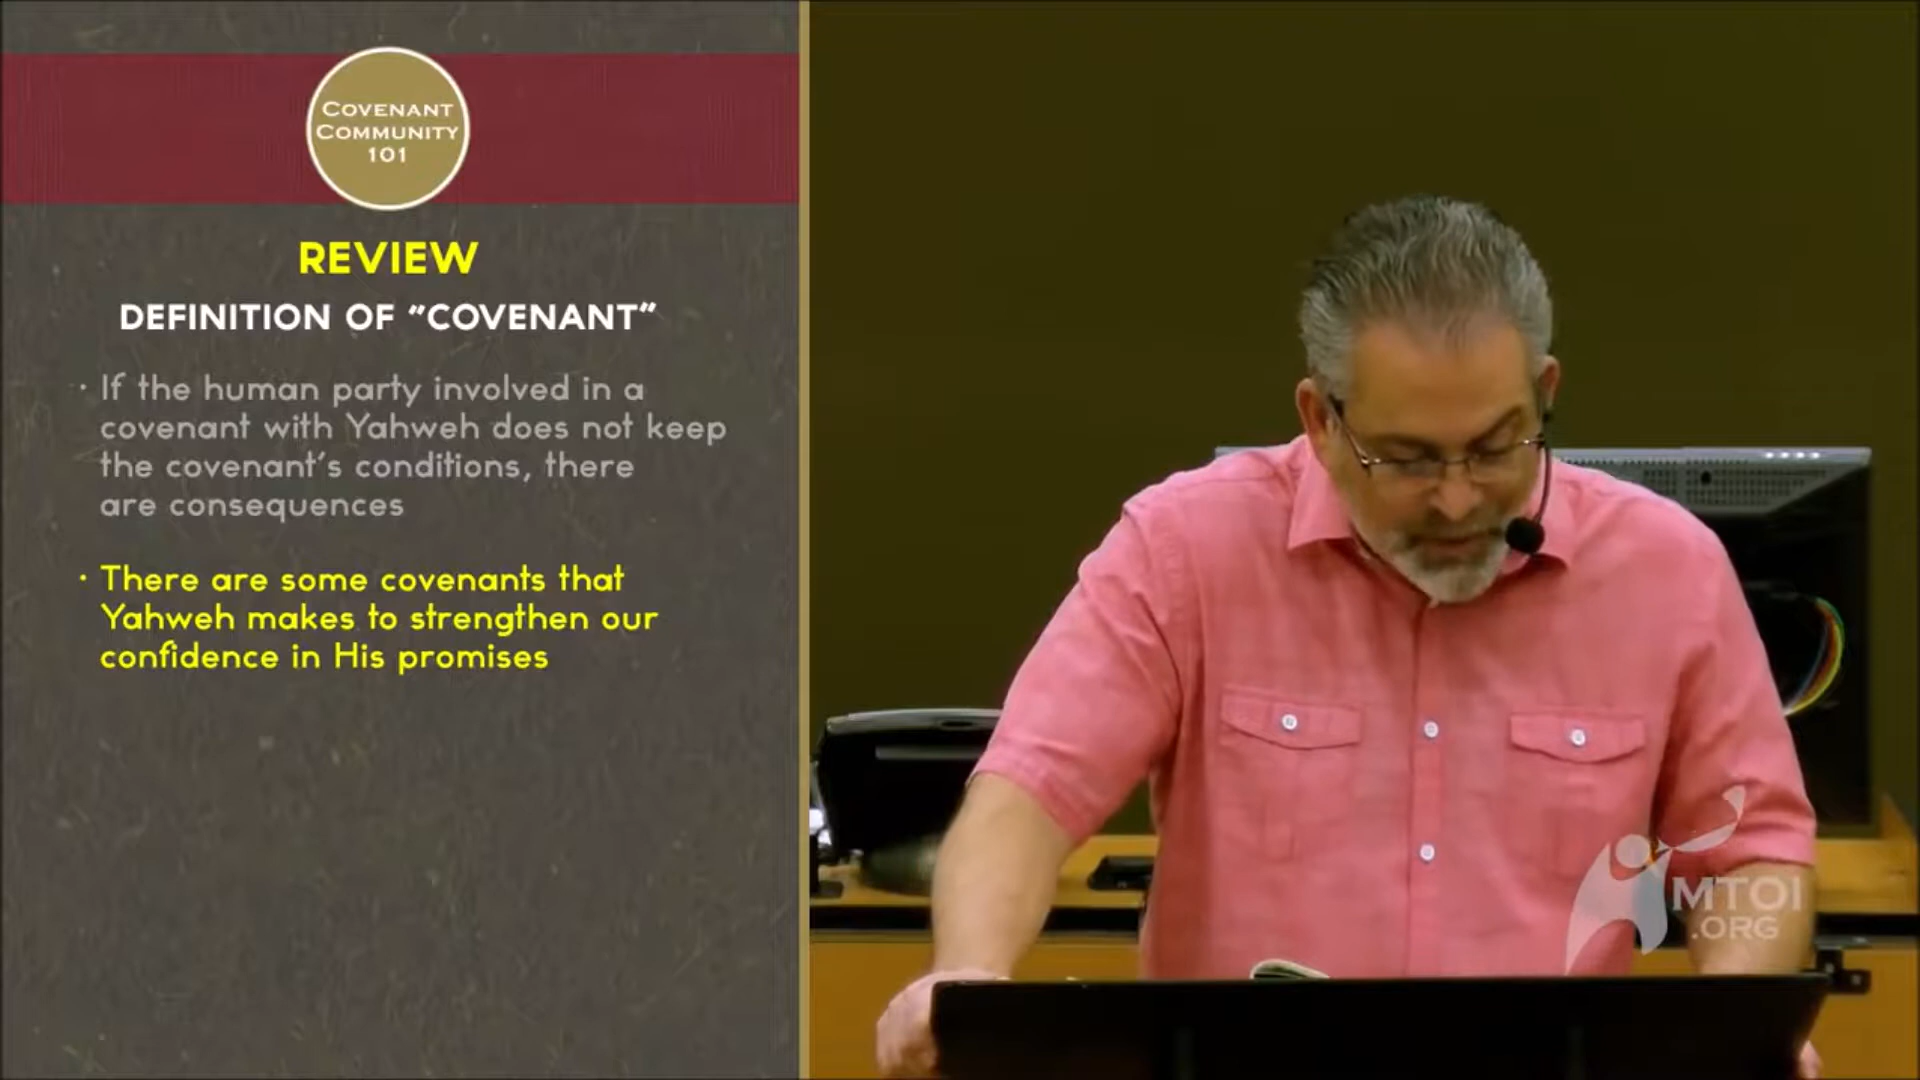 COVENANT
COMMUNITY
101
REVIEW
DEFINITION OF “COVENANT”
· If the human party involved in a
covenant with Yahweh does not keep
the covenant’s conditions, there
are consequences
· There are some covenants that
Yahweh makes to strengthen our
confidence in His promises
MTOI
.ORG